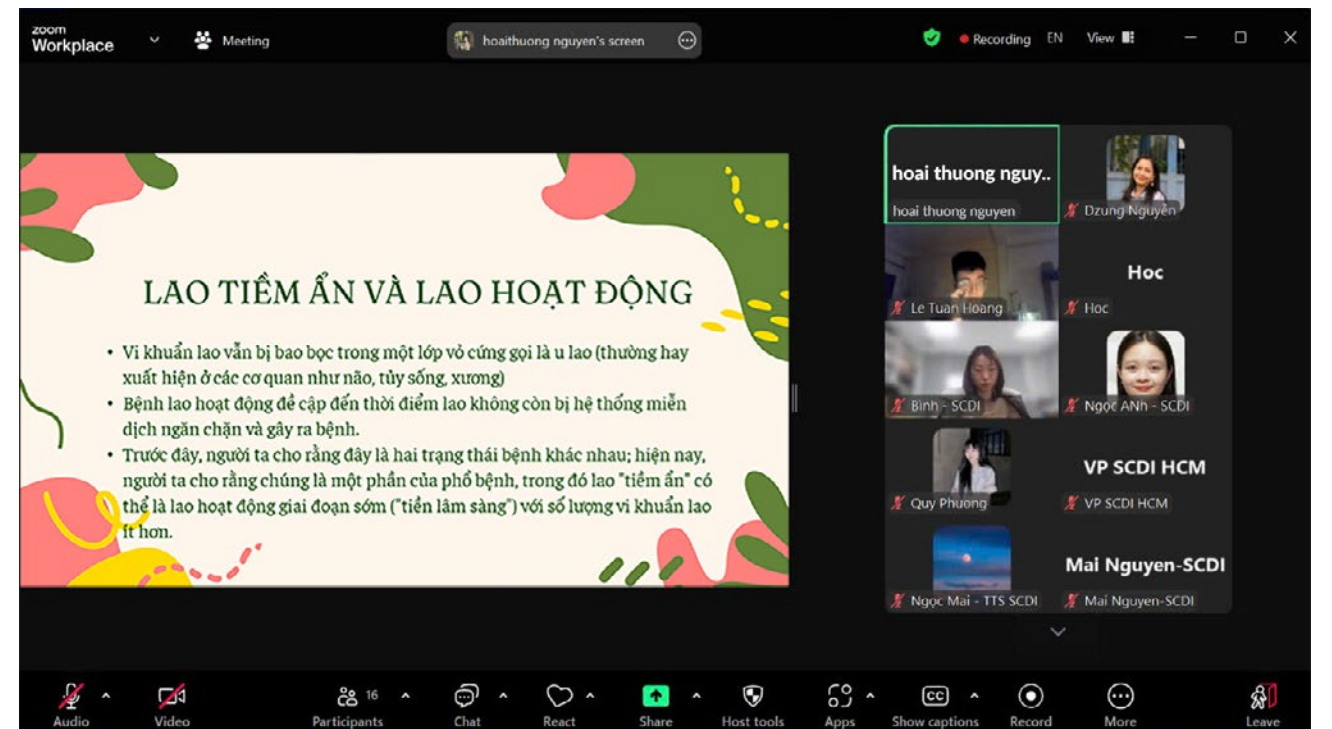 zoom
Workplace
Meeting
hoaithuong nguyen's screen
Recording
EN
View
LAO TIỀM ẨN VÀ LAO HOẠT ĐỘNG
• Vi khuẩn lao vẫn bị bao bọc trong một lớp vỏ cứng gọi là u lao (thường hay
xuất hiện ở các cơ quan như não, tủy sống, xương)
• Bệnh lao hoạt động đề cập đến thời điểm lao không còn bị hệ thống miễn
dịch ngăn chặn và gây ra bệnh.
• Trước đây, người ta cho rằng đây là hai trạng thái bệnh khác nhau; hiện nay,
người ta cho rằng chúng là một phần của phổ bệnh, trong đó lao "tiềm ẩn" có
thể là lao hoạt động giai đoạn sớm ("tiền lâm sàng") với số lượng vi khuẩn lao
ít hơn.
hoai thuong nguy..
hoai thuong nguyen
Dzung Nguyễn
Le Tuan Hoang
Hoc
Hoc
Bình - SCDI
Ngọc ANh - SCDI
Quy Phuong
VP SCDI HCM
VP SCDI HCM
Ngọc Mai - TTS SCDI
Mai Nguyen-SCDI
Mai Nguyen-SCDI
Audio
Video
16
Participants
Chat
React
Share
Host tools
Apps
CC
Show captions
Record
More
Leave